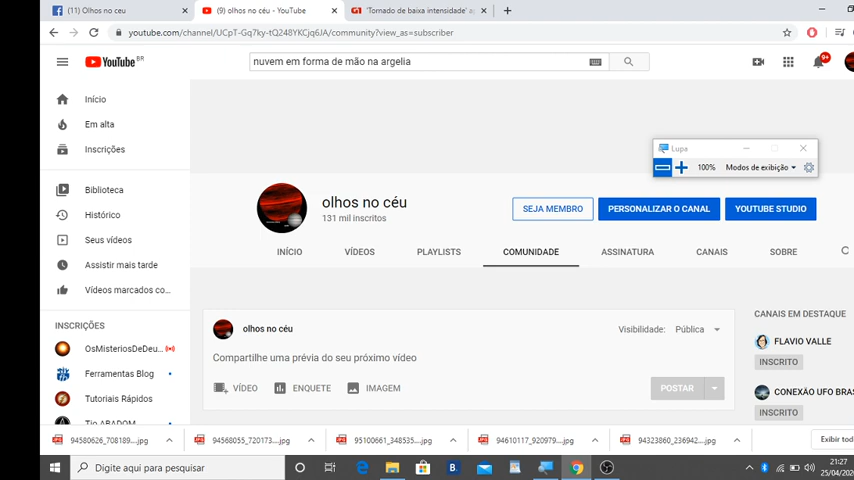 (11) Olhos no ceu
(9) olhos no céu - YouTube
G1 'Tornado de baixa intensidade' a
youtube.com/channel/UCpT-Gq7ky-tQ248YKCjq6JA/community?view_as=subscriber
YouTube BR
nuvem em forma de mão na argelia
9+
Início
Em alta
Inscrições
Biblioteca
Histórico
Seus vídeos
Assistir mais tarde
Vídeos marcados co...
INSCRIÇÕES
OsMisteriosDeDeu...
Ferramentas Blog
Tutoriais Rápidos
Tio ABADOM
Lupa
100%
Modos de exibição
olhos no céu
131 mil inscritos
SEJA MEMBRO
PERSONALIZAR O CANAL
YOUTUBE STUDIO
INÍCIO
VÍDEOS
PLAYLISTS
COMUNIDADE
ASSINATURA
CANAIS
SOBRE
olhos no céu
Visibilidade: Pública
Compartilhe uma prévia do seu próximo vídeo
VÍDEO
ENQUETE
IMAGEM
POSTAR
CANAIS EM DESTAQUE
FLAVIO VALLE
INSCRITO
CONEXÃO UFO BRAS
INSCRITO
94580626_708189....jpg
94568055_720173....jpg
95100661_348535....jpg
94610117_920979....jpg
94323860_236942....jpg
Exibir tod
Digite aqui para pesquisar
21:27
25/04/202